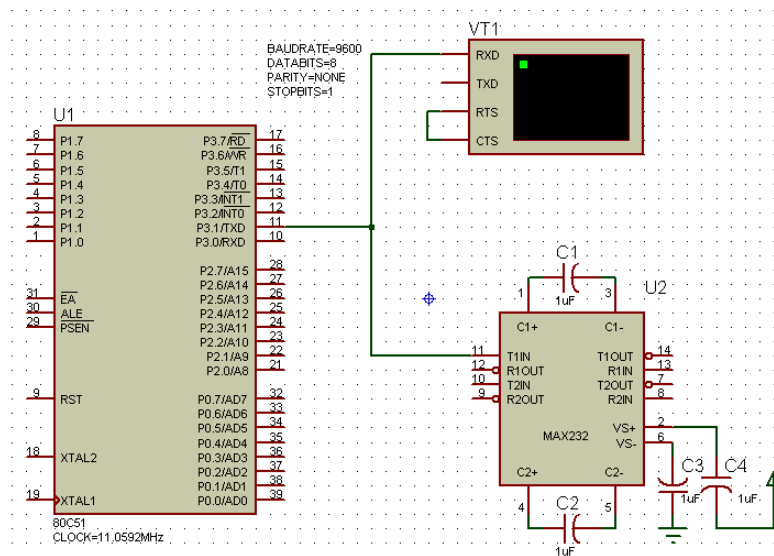 VT1
BAUDRATE=9600
DATABITS=8
PARITY=NONE
STOPBITS=1
RXD
TXD
RTS
CTS
U1
8 P1.7 P3.7/RD 17
7 P1.6 P3.6/WR 16
6 P1.5 P3.5/T1 15
5 P1.4 P3.4/T0 14
4 P1.3 P3.3/INT1 13
3 P1.2 P3.2/INT0 12
2 P1.1 P3.1/TXD 11
1 P1.0 P3.0/RXD 10
P2.7/A15 28
P2.6/A14 27
31 EA P2.5/A13 26
30 ALE P2.4/A12 25
29 PSEN P2.3/A11 24
P2.2/A10 23
P2.1/A9 22
P2.0/A8 21
9 RST P0.7/AD7 32
P0.6/AD6 33
P0.5/AD5 34
P0.4/AD4 35
18 XTAL2 P0.3/AD3 36
P0.2/AD2 37
P0.1/AD1 38
19 XTAL1 P0.0/AD0 39
80C51
CLOCK=11.0592MHz
C1
1uF
U2
1 3
C1+ C1-
11 T1IN T1OUT 14
12 R1OUT R1IN 13
10 T2IN T2OUT 7
9 R2OUT R2IN 8
VS+ 2
VS- 6
MAX232
C2+ C2-
4 5
C2
1uF
C3
1uF
C4
1uF